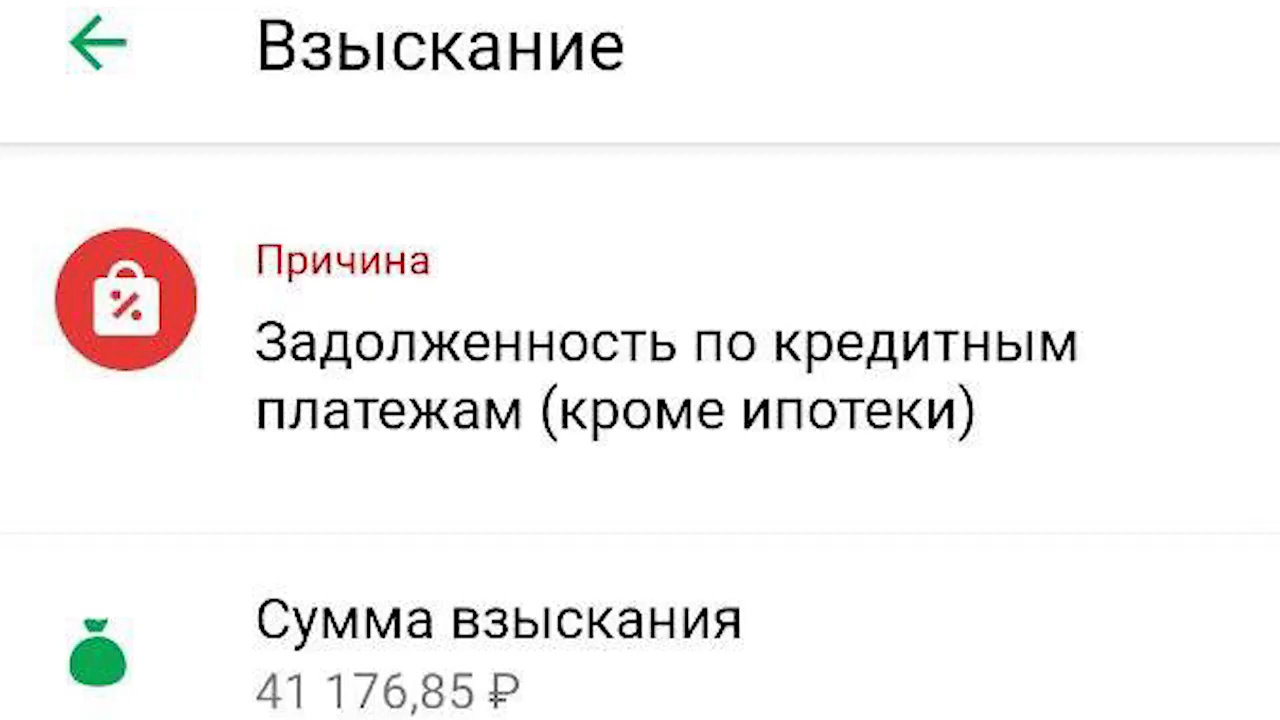 Взыскание
Причина
Задолженность по кредитным
платежам (кроме ипотеки)
Сумма взыскания
41 176,85 ₽